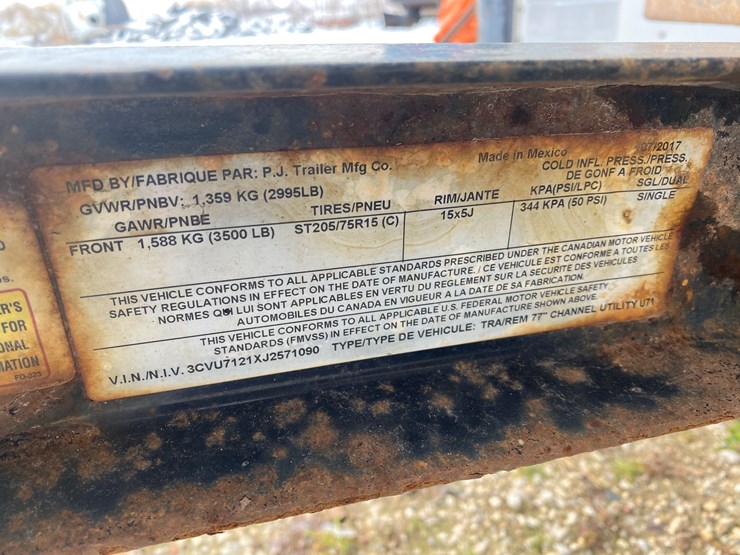 MFD BY/FABRIQUE PAR: P.J. Trailer Mfg Co. Made in Mexico 07/2017
GVWR/PNBV: 1,359 KG (2995LB) COLD INFL. PRESS./PRESS.
DE GONF A FROID
GAWR/PNBE TIRES/PNEU RIM/JANTE KPA(PSI/LPC) SGL/DUAL
FRONT 1,588 KG (3500 LB) ST205/75R15 (C) 15x5J 344 KPA (50 PSI) SINGLE
THIS VEHICLE CONFORMS TO ALL APPLICABLE STANDARDS PRESCRIBED UNDER THE CANADIAN MOTOR VEHICLE
SAFETY REGULATIONS IN EFFECT ON THE DATE OF MANUFACTURE. / CE VEHICULE EST CONFORME A TOUTES LES
NORMES QUI LUI SONT APPLICABLES EN VERTU DU REGLEMENT SUR LA SECURITE DES VEHICULES
AUTOMOBILES DU CANADA EN VIGUEUR A LA DATE DE SA FABRICATION.
THIS VEHICLE CONFORMS TO ALL APPLICABLE U.S. FEDERAL MOTOR VEHICLE SAFETY
STANDARDS (FMVSS) IN EFFECT ON THE DATE OF MANUFACTURE SHOWN ABOVE.
V.I.N./N.I.V. 3CVU7121XJ2571090 TYPE/TYPE DE VEHICULE: TRA/REM 77" CHANNEL UTILITY U71
ER'S
FOR
ONAL
MATION
FO-023